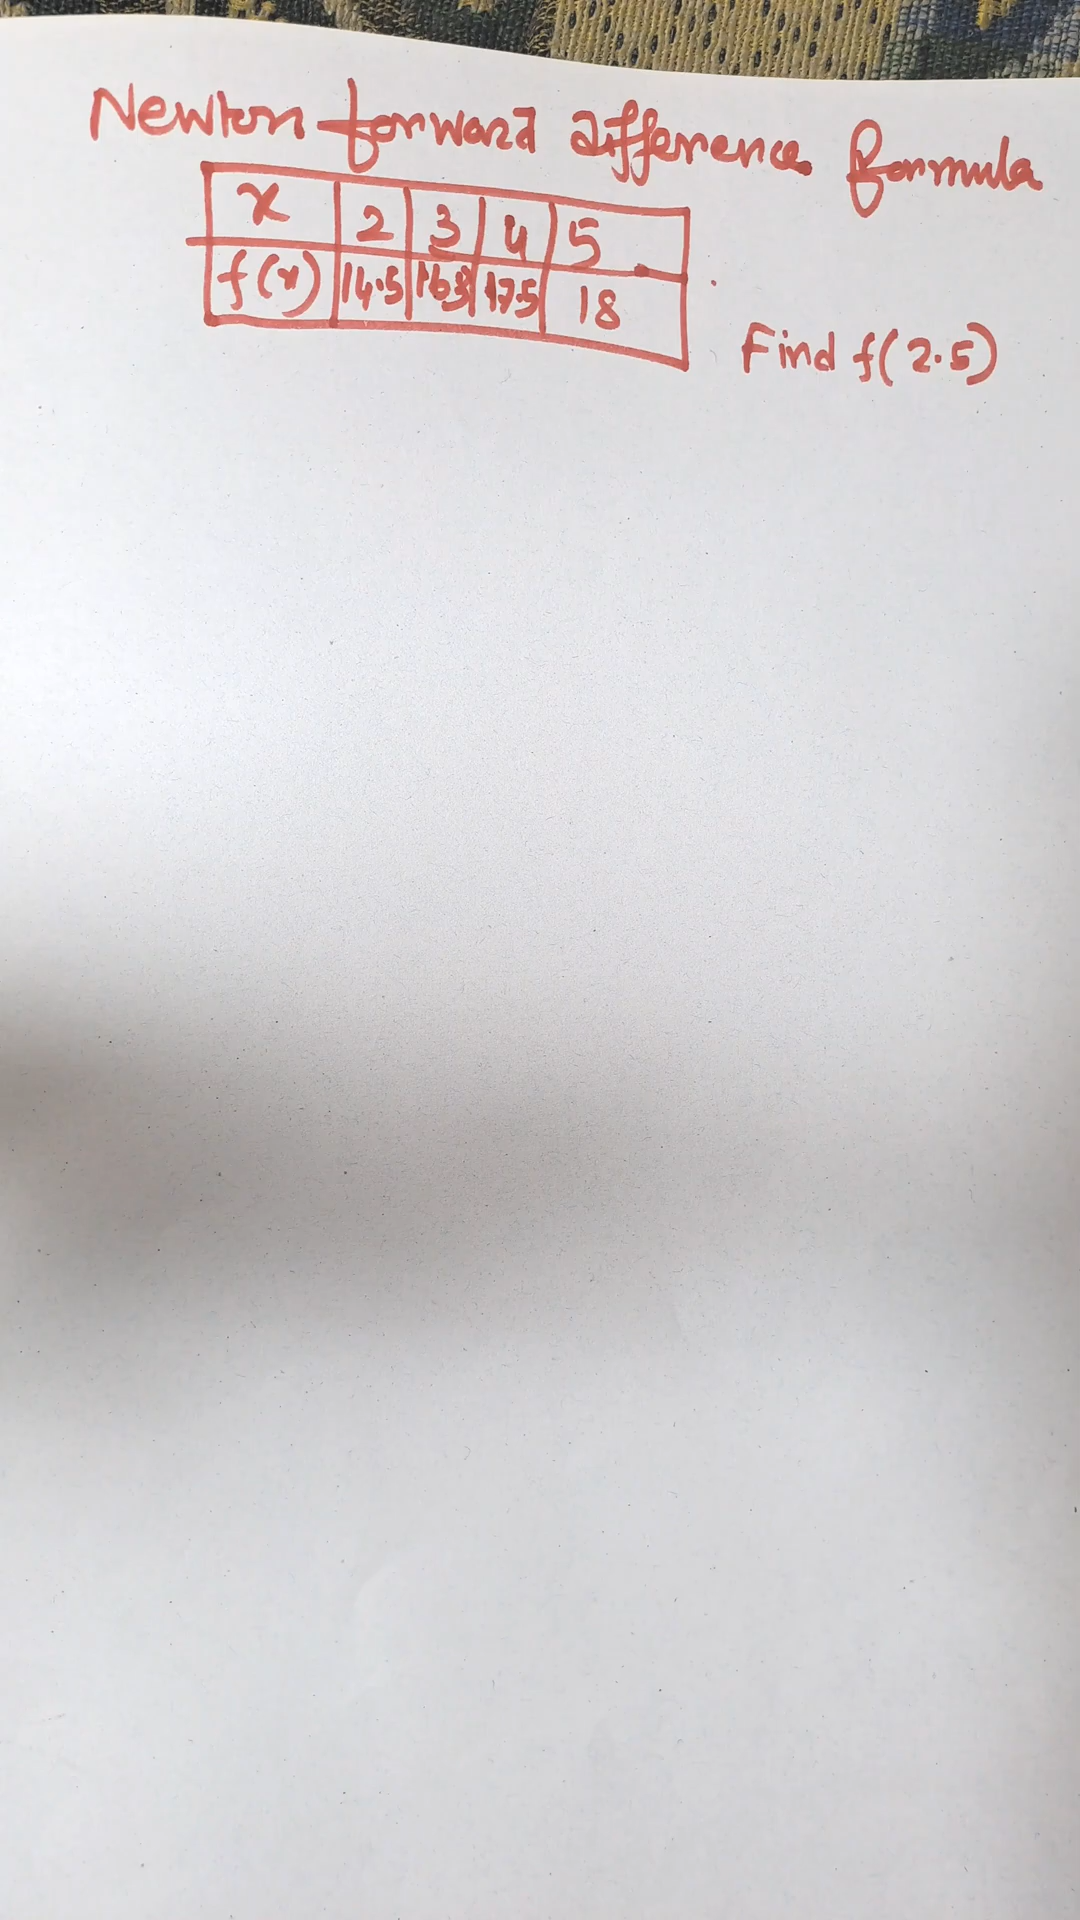 Newton forward difference formula
x 2 3 4 5
f(x) 14.5 16.3 17.5 18
Find f(2.5)